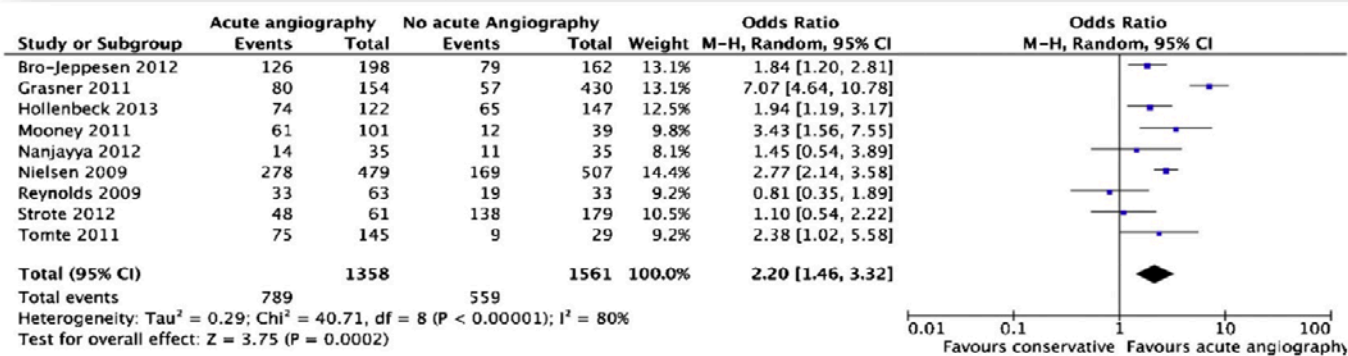 Acute angiography No acute Angiography Odds Ratio Odds Ratio
Study or Subgroup Events Total Events Total Weight M-H, Random, 95% CI M-H, Random, 95% CI
Bro-Jeppesen 2012 126 198 79 162 13.1% 1.84 [1.20, 2.81]
Grasner 2011 80 154 57 430 13.1% 7.07 [4.64, 10.78]
Hollenbeck 2013 74 122 65 147 12.5% 1.94 [1.19, 3.17]
Mooney 2011 61 101 12 39 9.8% 3.43 [1.56, 7.55]
Nanjayya 2012 14 35 11 35 8.1% 1.45 [0.54, 3.89]
Nielsen 2009 278 479 169 507 14.4% 2.77 [2.14, 3.58]
Reynolds 2009 33 63 19 33 9.2% 0.81 [0.35, 1.89]
Strote 2012 48 61 138 179 10.5% 1.10 [0.54, 2.22]
Tomte 2011 75 145 9 29 9.2% 2.38 [1.02, 5.58]
Total (95% CI) 1358 1561 100.0% 2.20 [1.46, 3.32]
Total events 789 559
Heterogeneity: Tau² = 0.29; Chi² = 40.71, df = 8 (P < 0.00001); I² = 80%
Test for overall effect: Z = 3.75 (P = 0.0002)
0.01 0.1 1 10 100
Favours conservative Favours acute angiography